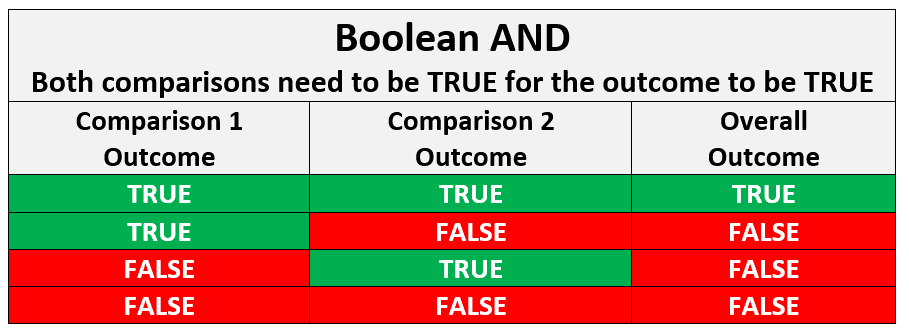 Boolean AND
Both comparisons need to be TRUE for the outcome to be TRUE
Comparison 1 Comparison 2 Overall
Outcome Outcome Outcome
TRUE TRUE TRUE
TRUE FALSE FALSE
FALSE TRUE FALSE
FALSE FALSE FALSE